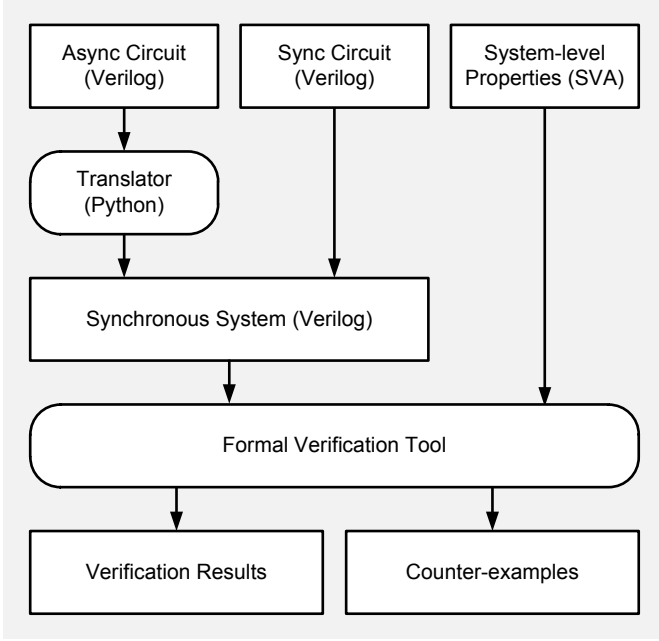 Async Circuit
(Verilog)
Sync Circuit
(Verilog)
System-level
Properties (SVA)
Translator
(Python)
Synchronous System (Verilog)
Formal Verification Tool
Verification Results
Counter-examples